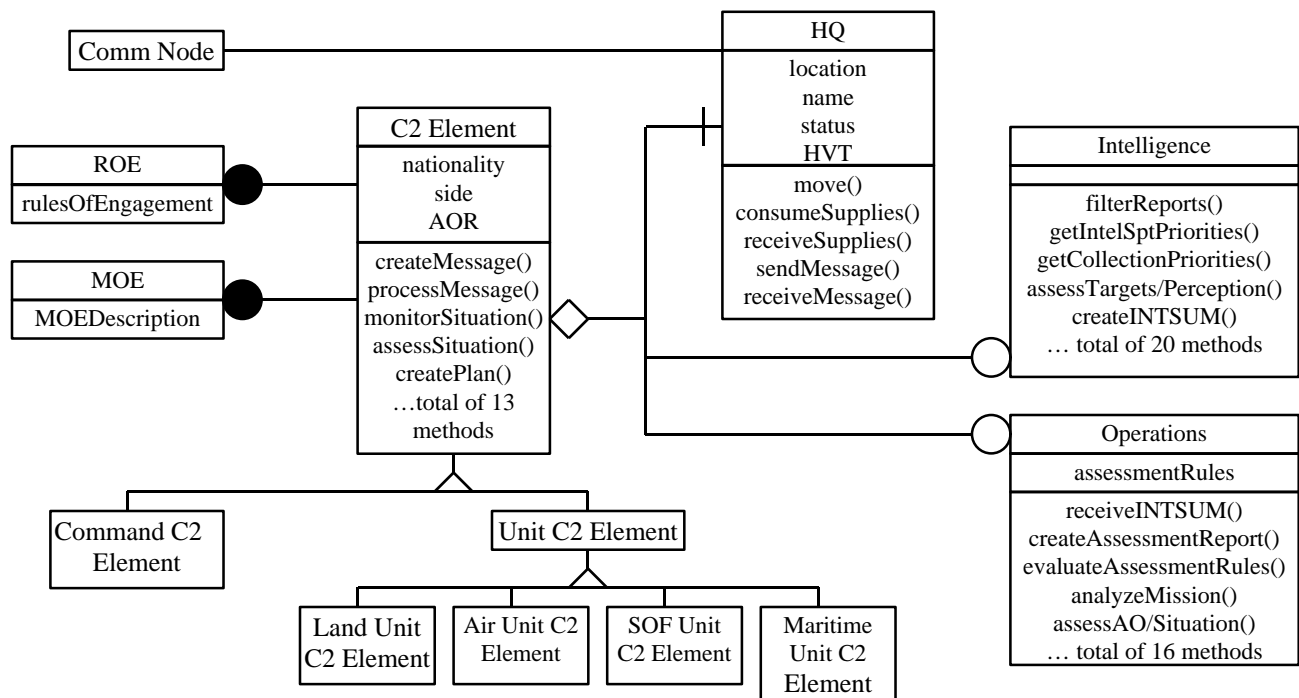 Comm Node
HQ
location
name
status
HVT
move()
consumeSupplies()
receiveSupplies()
sendMessage()
receiveMessage()
C2 Element
nationality
side
AOR
createMessage()
processMessage()
monitorSituation()
assessSituation()
createPlan()
…total of 13
methods
ROE
rulesOfEngagement
MOE
MOEDescription
Intelligence
filterReports()
getIntelSptPriorities()
getCollectionPriorities()
assessTargets/Perception()
createINTSUM()
… total of 20 methods
Operations
assessmentRules
receiveINTSUM()
createAssessmentReport()
evaluateAssessmentRules()
analyzeMission()
assessAO/Situation()
… total of 16 methods
Command C2
Element
Unit C2 Element
Land Unit
C2 Element
Air Unit C2
Element
SOF Unit
C2 Element
Maritime
Unit C2
Element